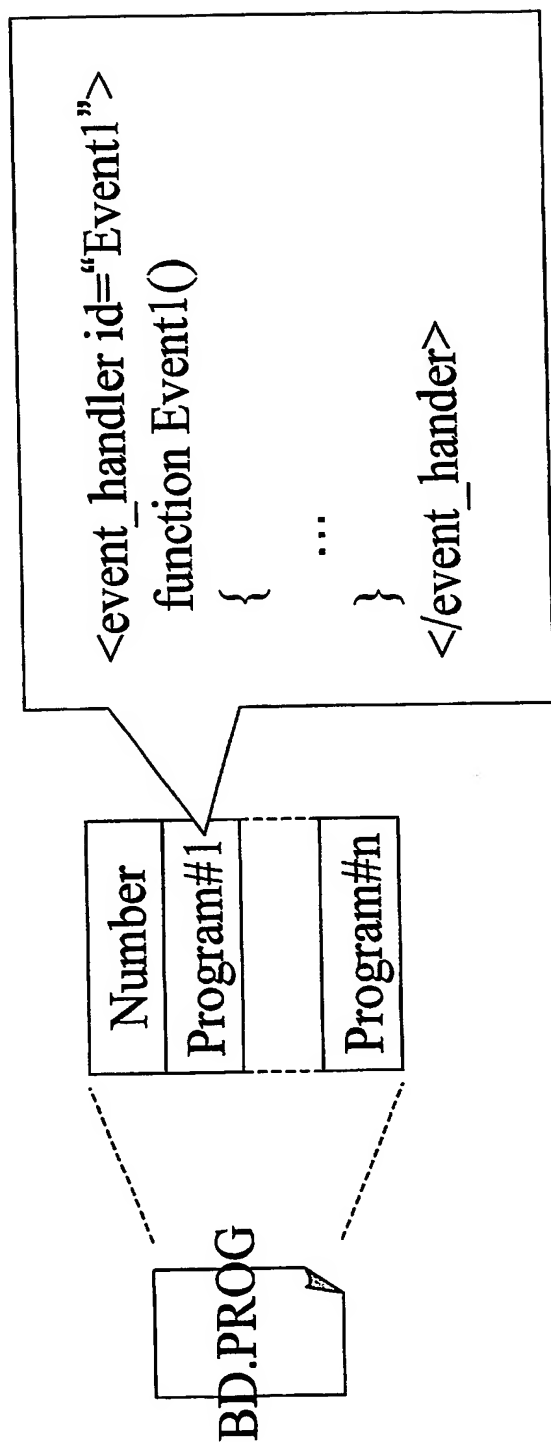 BD.PROG
Number
Program#1
Program#n
<event_handler id=“Event1”>
function Event1()
{
...
}
</event_hander>